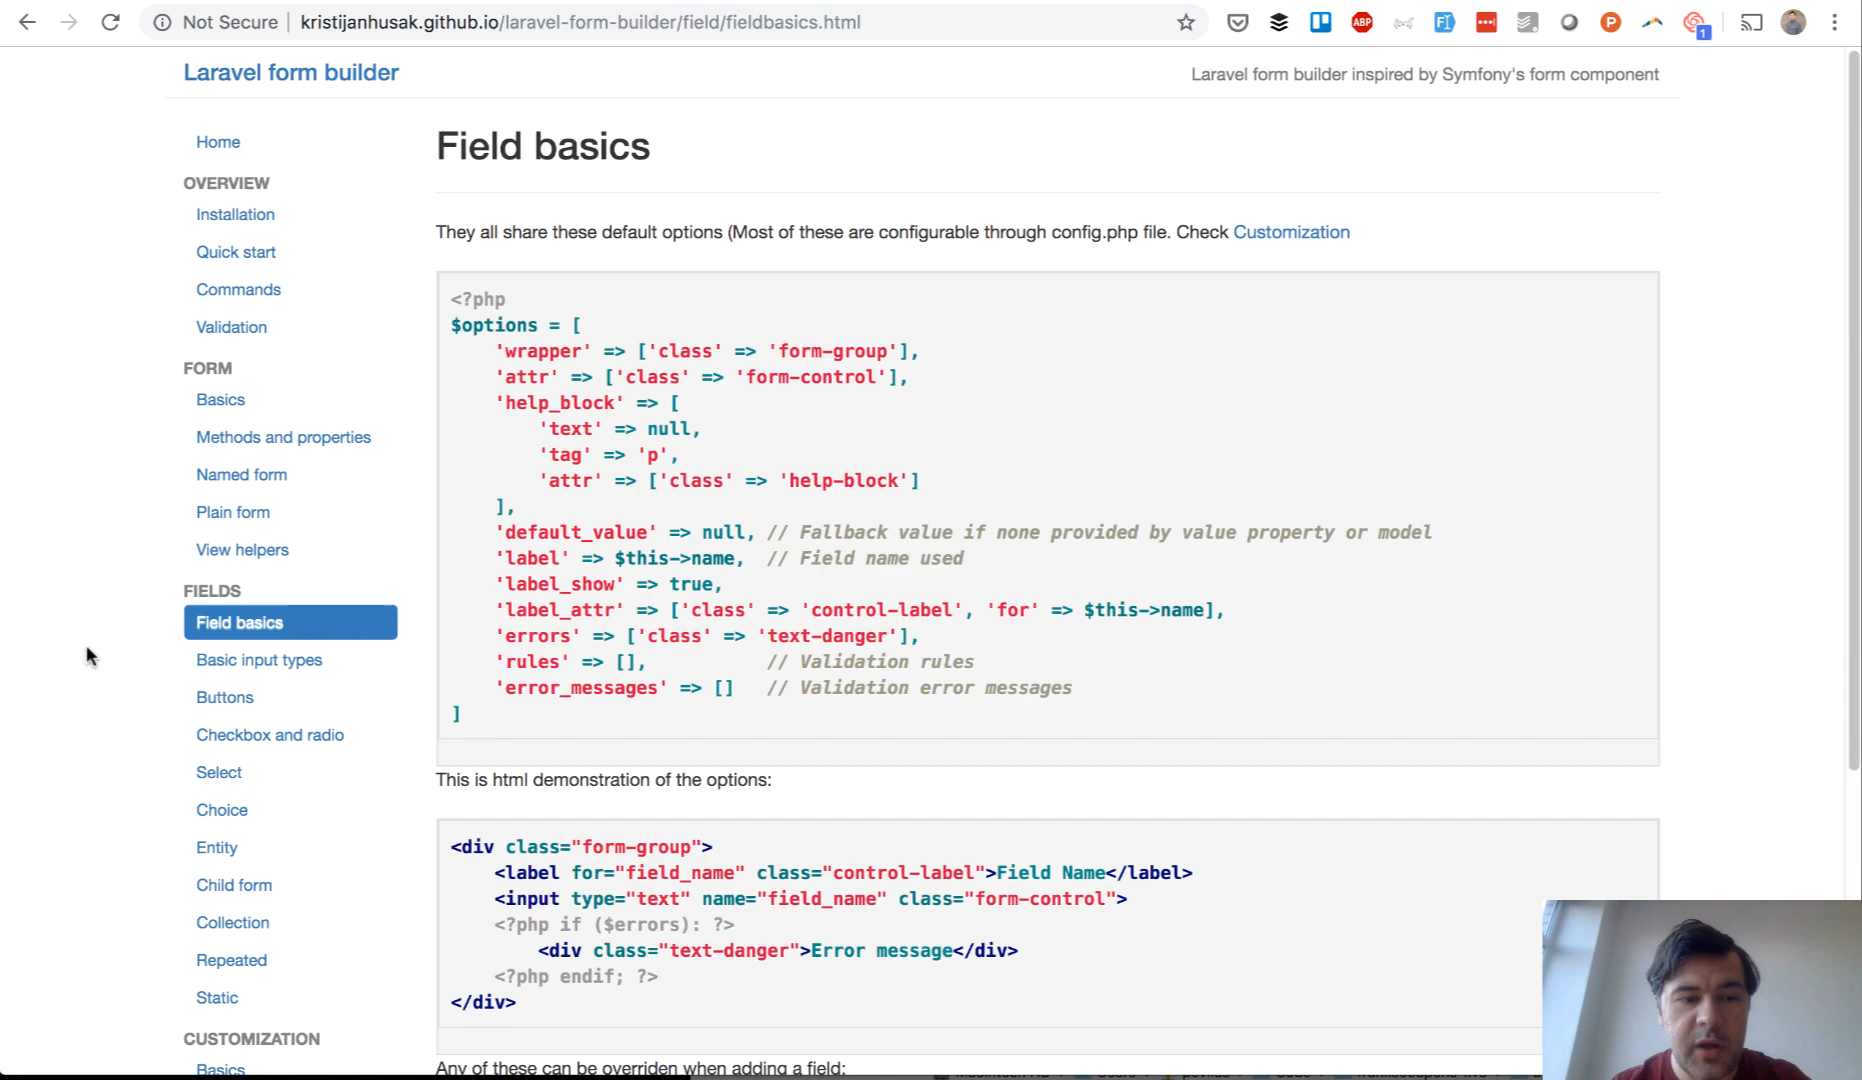 Not Secure | kristijanhusak.github.io/laravel-form-builder/field/fieldbasics.html
ABP
1
Laravel form builder
Laravel form builder inspired by Symfony's form component
Home
OVERVIEW
Installation
Quick start
Commands
Validation
FORM
Basics
Methods and properties
Named form
Plain form
View helpers
FIELDS
Field basics
Basic input types
Buttons
Checkbox and radio
Select
Choice
Entity
Child form
Collection
Repeated
Static
CUSTOMIZATION
Basics
Field basics
They all share these default options (Most of these are configurable through config.php file. Check Customization
<?php
$options = [
    'wrapper' => ['class' => 'form-group'],
    'attr' => ['class' => 'form-control'],
    'help_block' => [
        'text' => null,
        'tag' => 'p',
        'attr' => ['class' => 'help-block']
    ],
    'default_value' => null, // Fallback value if none provided by value property or model
    'label' => $this->name,  // Field name used
    'label_show' => true,
    'label_attr' => ['class' => 'control-label', 'for' => $this->name],
    'errors' => ['class' => 'text-danger'],
    'rules' => [],           // Validation rules
    'error_messages' => []   // Validation error messages
]
This is html demonstration of the options:
<div class="form-group">
    <label for="field_name" class="control-label">Field Name</label>
    <input type="text" name="field_name" class="form-control">
    <?php if ($errors): ?>
        <div class="text-danger">Error message</div>
    <?php endif; ?>
</div>
Any of these can be overriden when adding a field: